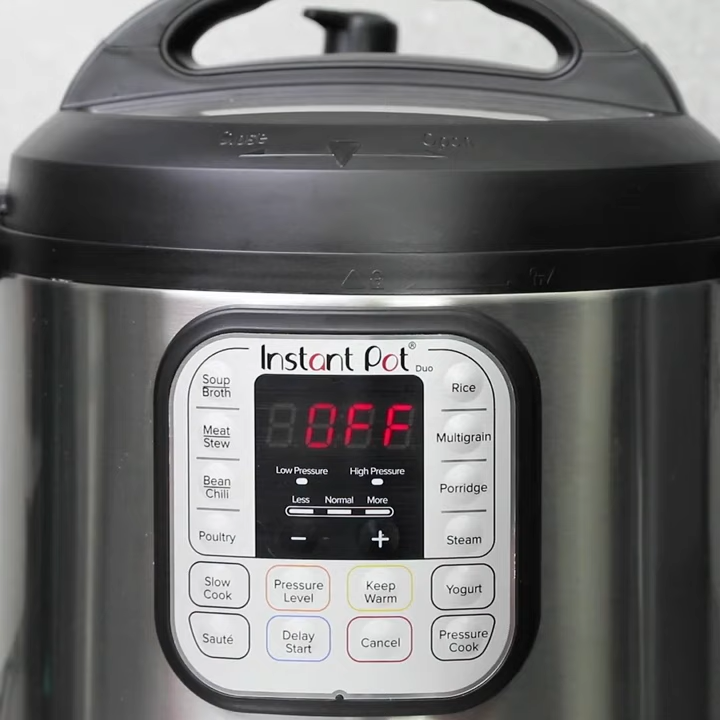 Close Open
Instant Pot® Duo
OFF
Low Pressure High Pressure
Less Normal More
− +
Soup
Broth
Meat
Stew
Bean
Chili
Poultry
Rice
Multigrain
Porridge
Steam
Slow
Cook
Pressure
Level
Keep
Warm
Yogurt
Sauté
Delay
Start
Cancel
Pressure
Cook